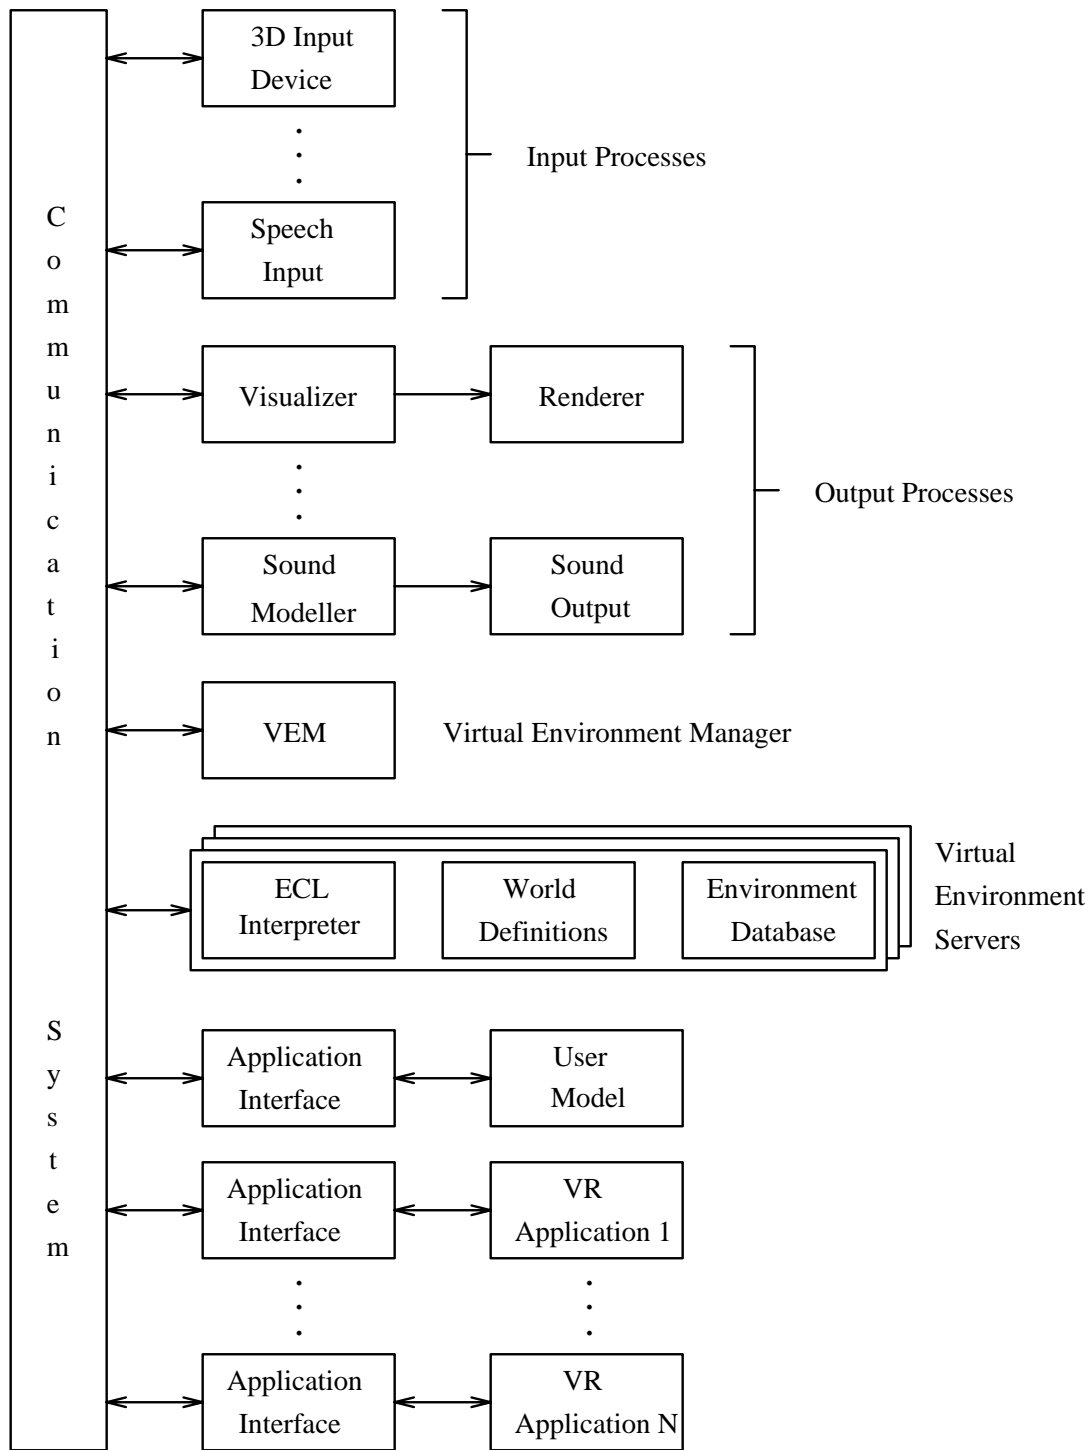 Communication System
3D Input
Device
Speech
Input
Input Processes
Visualizer
Renderer
Sound
Modeller
Sound
Output
Output Processes
VEM
Virtual Environment Manager
ECL
Interpreter
World
Definitions
Environment
Database
Virtual
Environment
Servers
Application
Interface
User
Model
Application
Interface
VR
Application 1
Application
Interface
VR
Application N